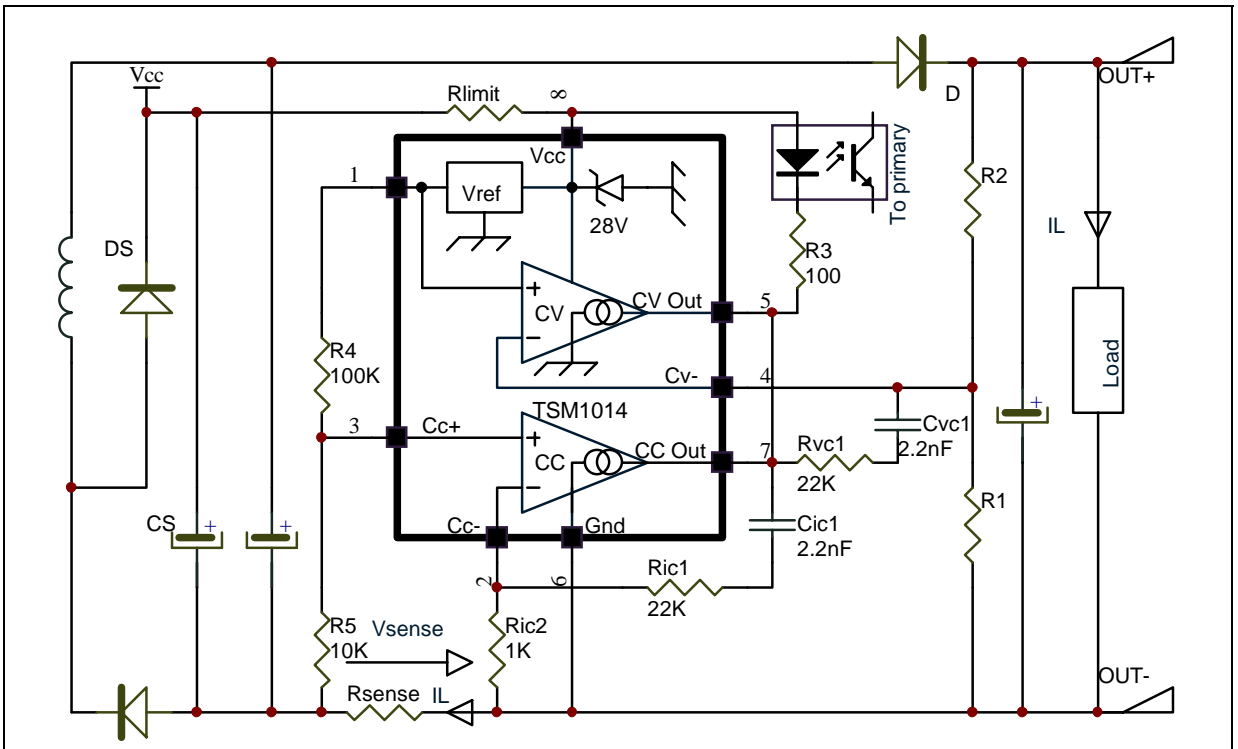 Vcc
Rlimit
∞
D
OUT+
1
Vcc
Vref
28V
To primary
R2
DS
R3
100
IL
+
CV
-
CV Out
5
R4
100K
Cv-
4
Load
TSM1014
3
Cc+
+
CC
-
CC Out
7
Rvc1
22K
Cvc1
2.2nF
+
R1
CS
+
+
Cc-
Gnd
Cic1
2.2nF
2
6
Ric1
22K
R5
10K
Vsense
Ric2
1K
Rsense
IL
OUT-